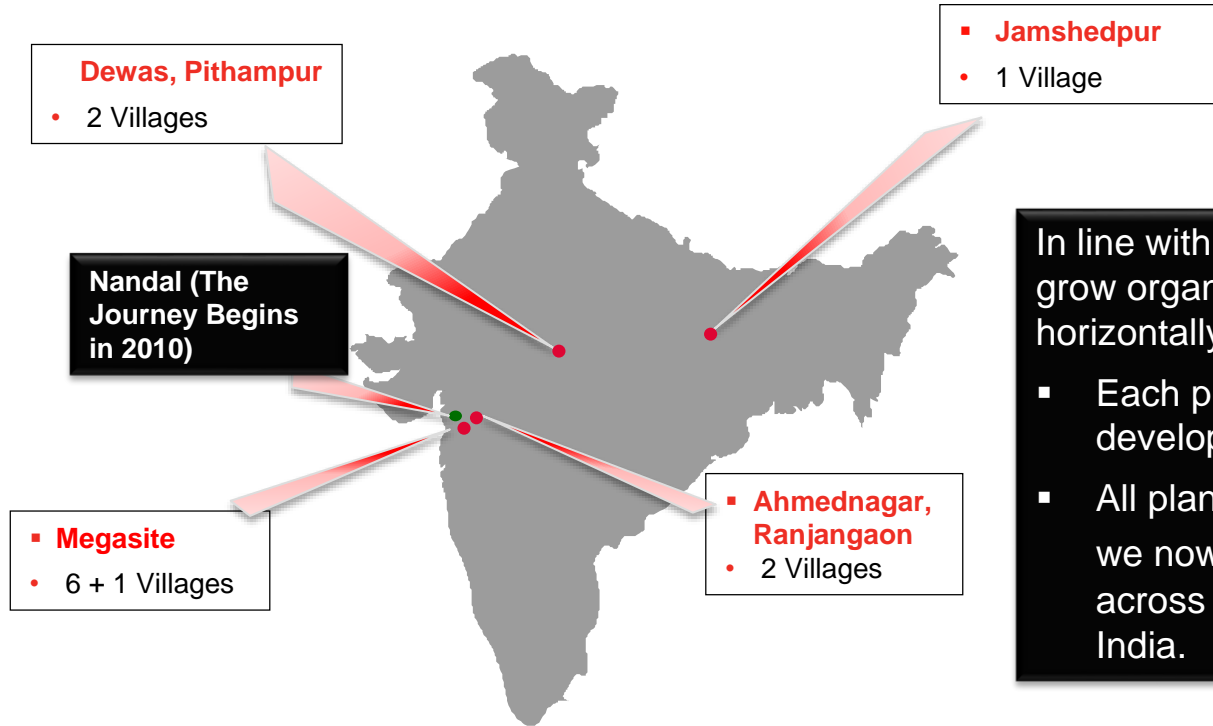 Dewas, Pithampur
• 2 Villages
▪ Jamshedpur
• 1 Village
Nandal (The
Journey Begins
in 2010)
▪ Megasite
• 6 + 1 Villages
▪ Ahmednagar,
Ranjangaon
• 2 Villages
In line with
grow organ
horizontally
▪ Each p
develop
▪ All plan
we now
across
India.